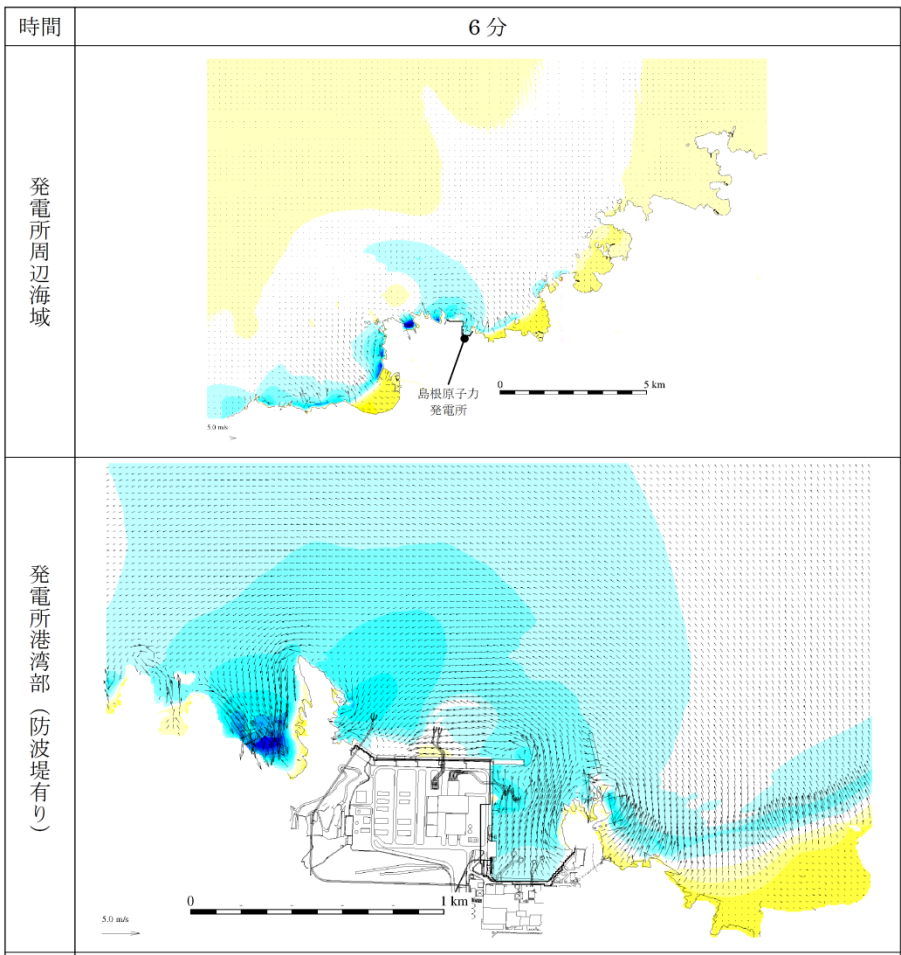 時間
6分
発電所周辺海域
島根原子力
発電所
0
5 km
5.0 m/s
発電所港湾部（防波堤有り）
0
1 km
5.0 m/s